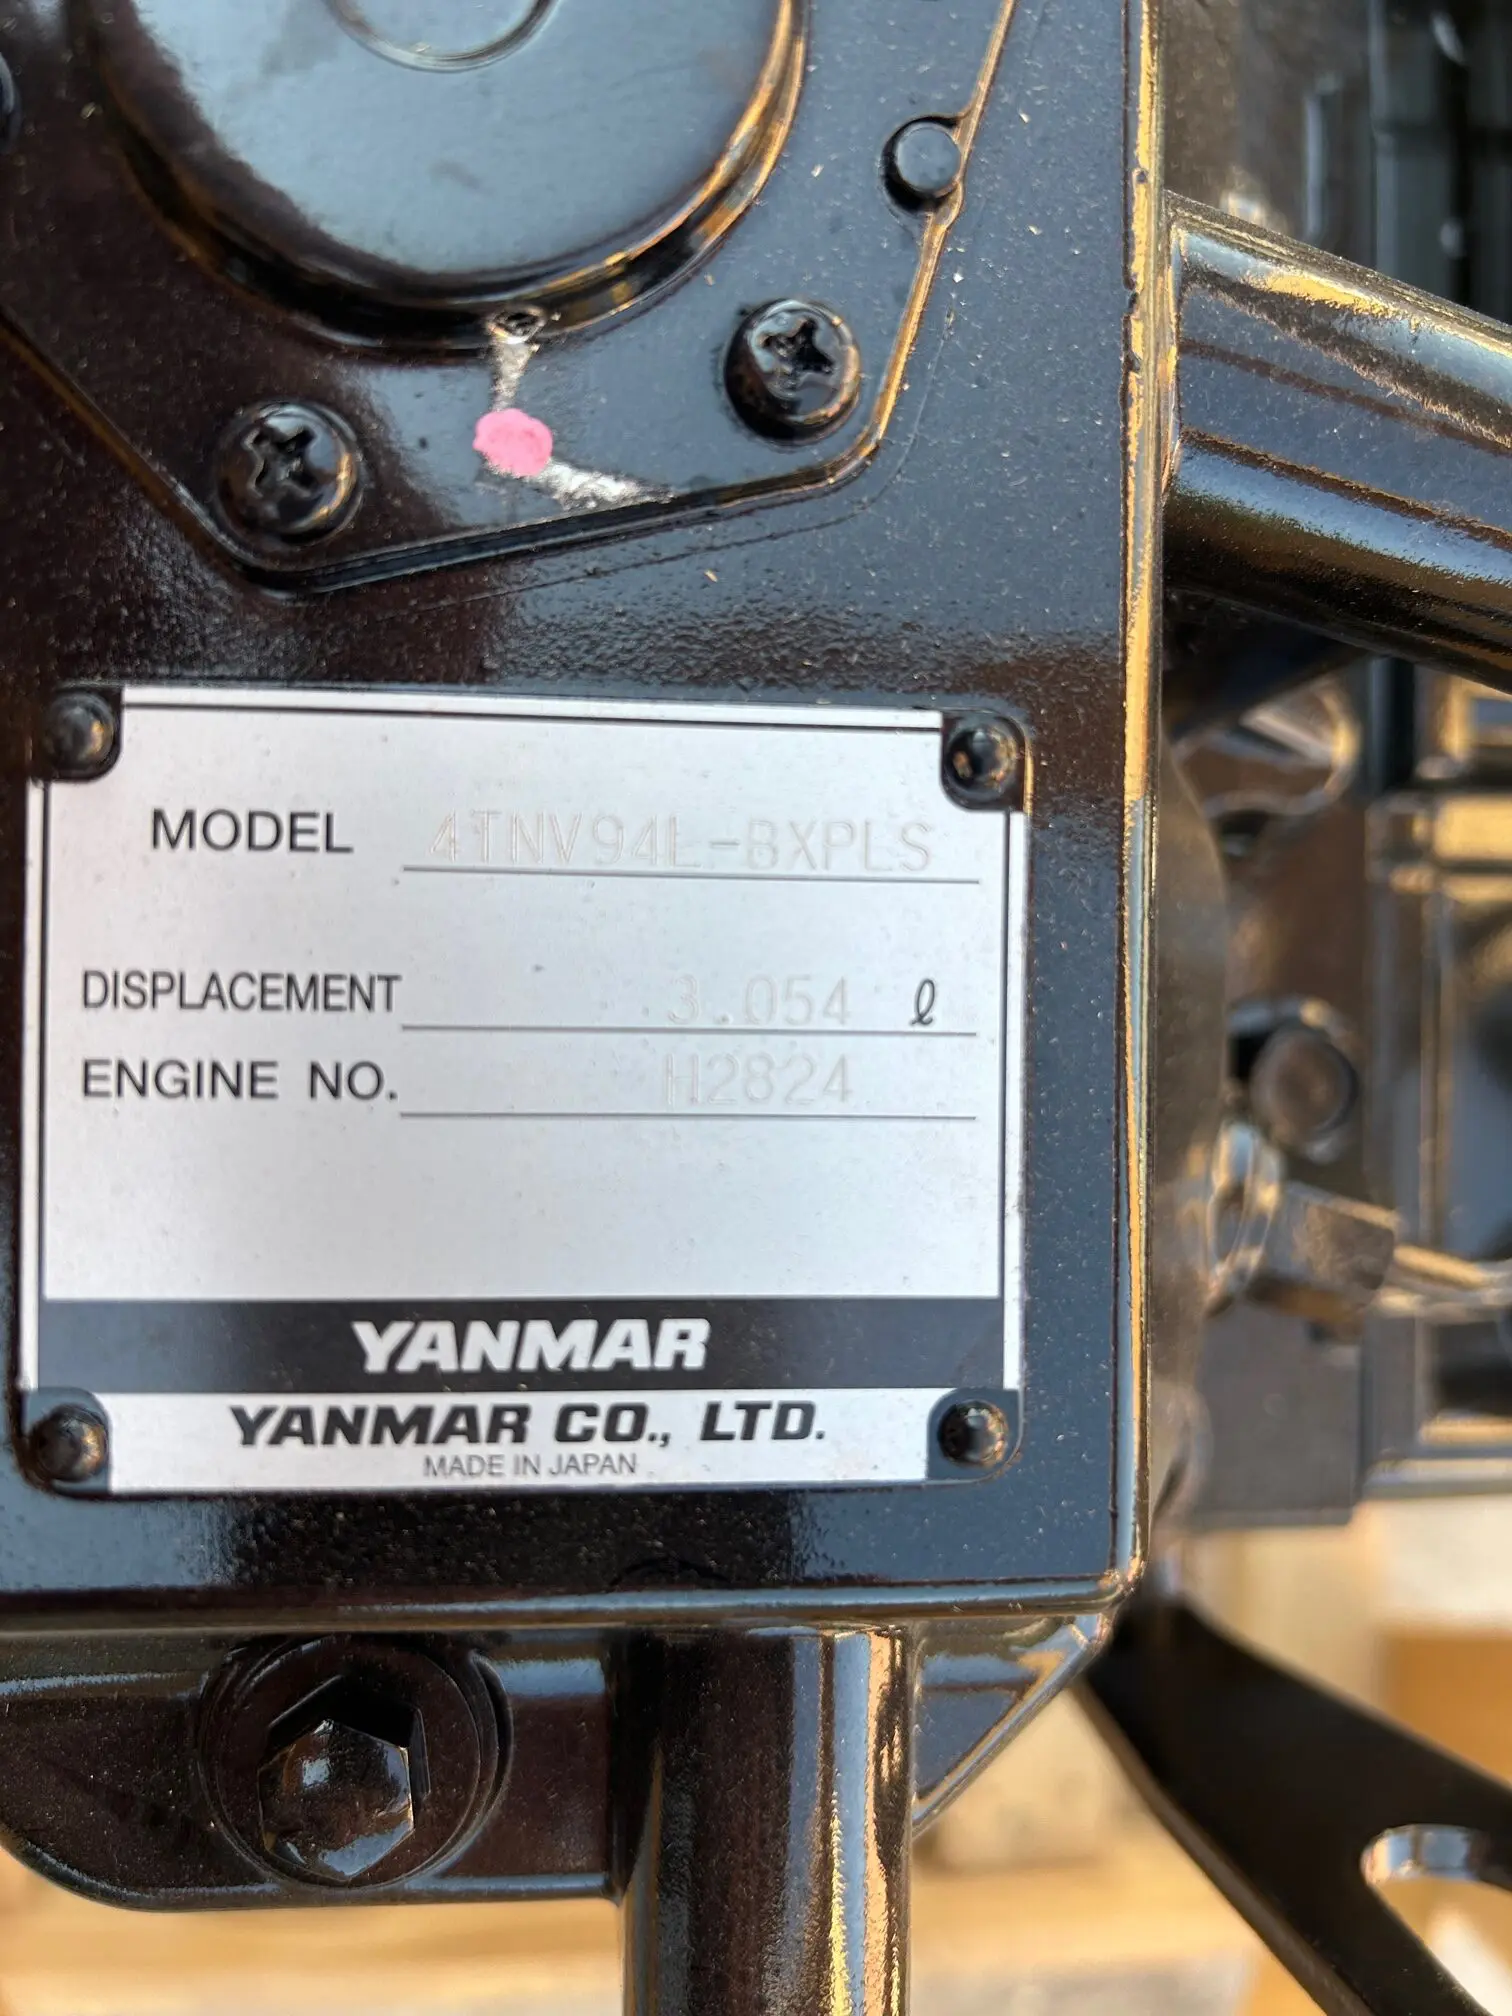 MODEL 4TNV94L-BXPLS
DISPLACEMENT 3.054 ℓ
ENGINE NO. H2824
YANMAR
YANMAR CO., LTD.
MADE IN JAPAN